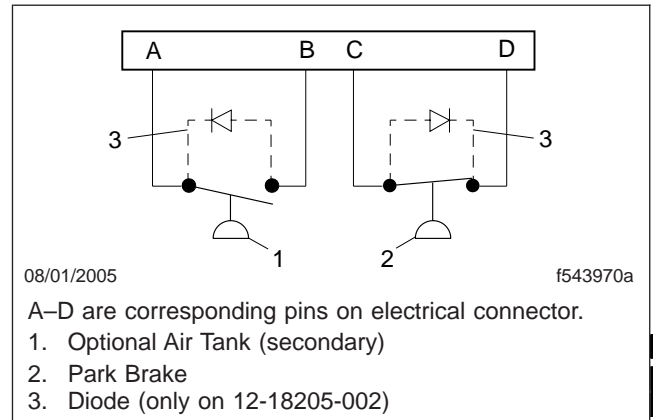 A B C D
3 3
1 2
08/01/2005 f543970a
A–D are corresponding pins on electrical connector.
1. Optional Air Tank (secondary)
2. Park Brake
3. Diode (only on 12-18205-002)